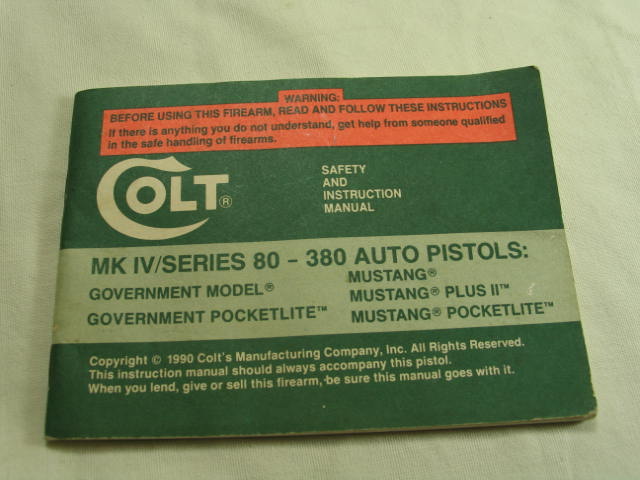 WARNING:
BEFORE USING THIS FIREARM, READ AND FOLLOW THESE INSTRUCTIONS
If there is anything you do not understand, get help from someone qualified
in the safe handling of firearms.
COLT®
SAFETY
AND
INSTRUCTION
MANUAL
MK IV/SERIES 80 - 380 AUTO PISTOLS:
GOVERNMENT MODEL®
GOVERNMENT POCKETLITE™
MUSTANG®
MUSTANG® PLUS II™
MUSTANG® POCKETLITE™
Copyright © 1990 Colt's Manufacturing Company, Inc. All Rights Reserved.
This instruction manual should always accompany this pistol.
When you lend, give or sell this firearm, be sure this manual goes with it.